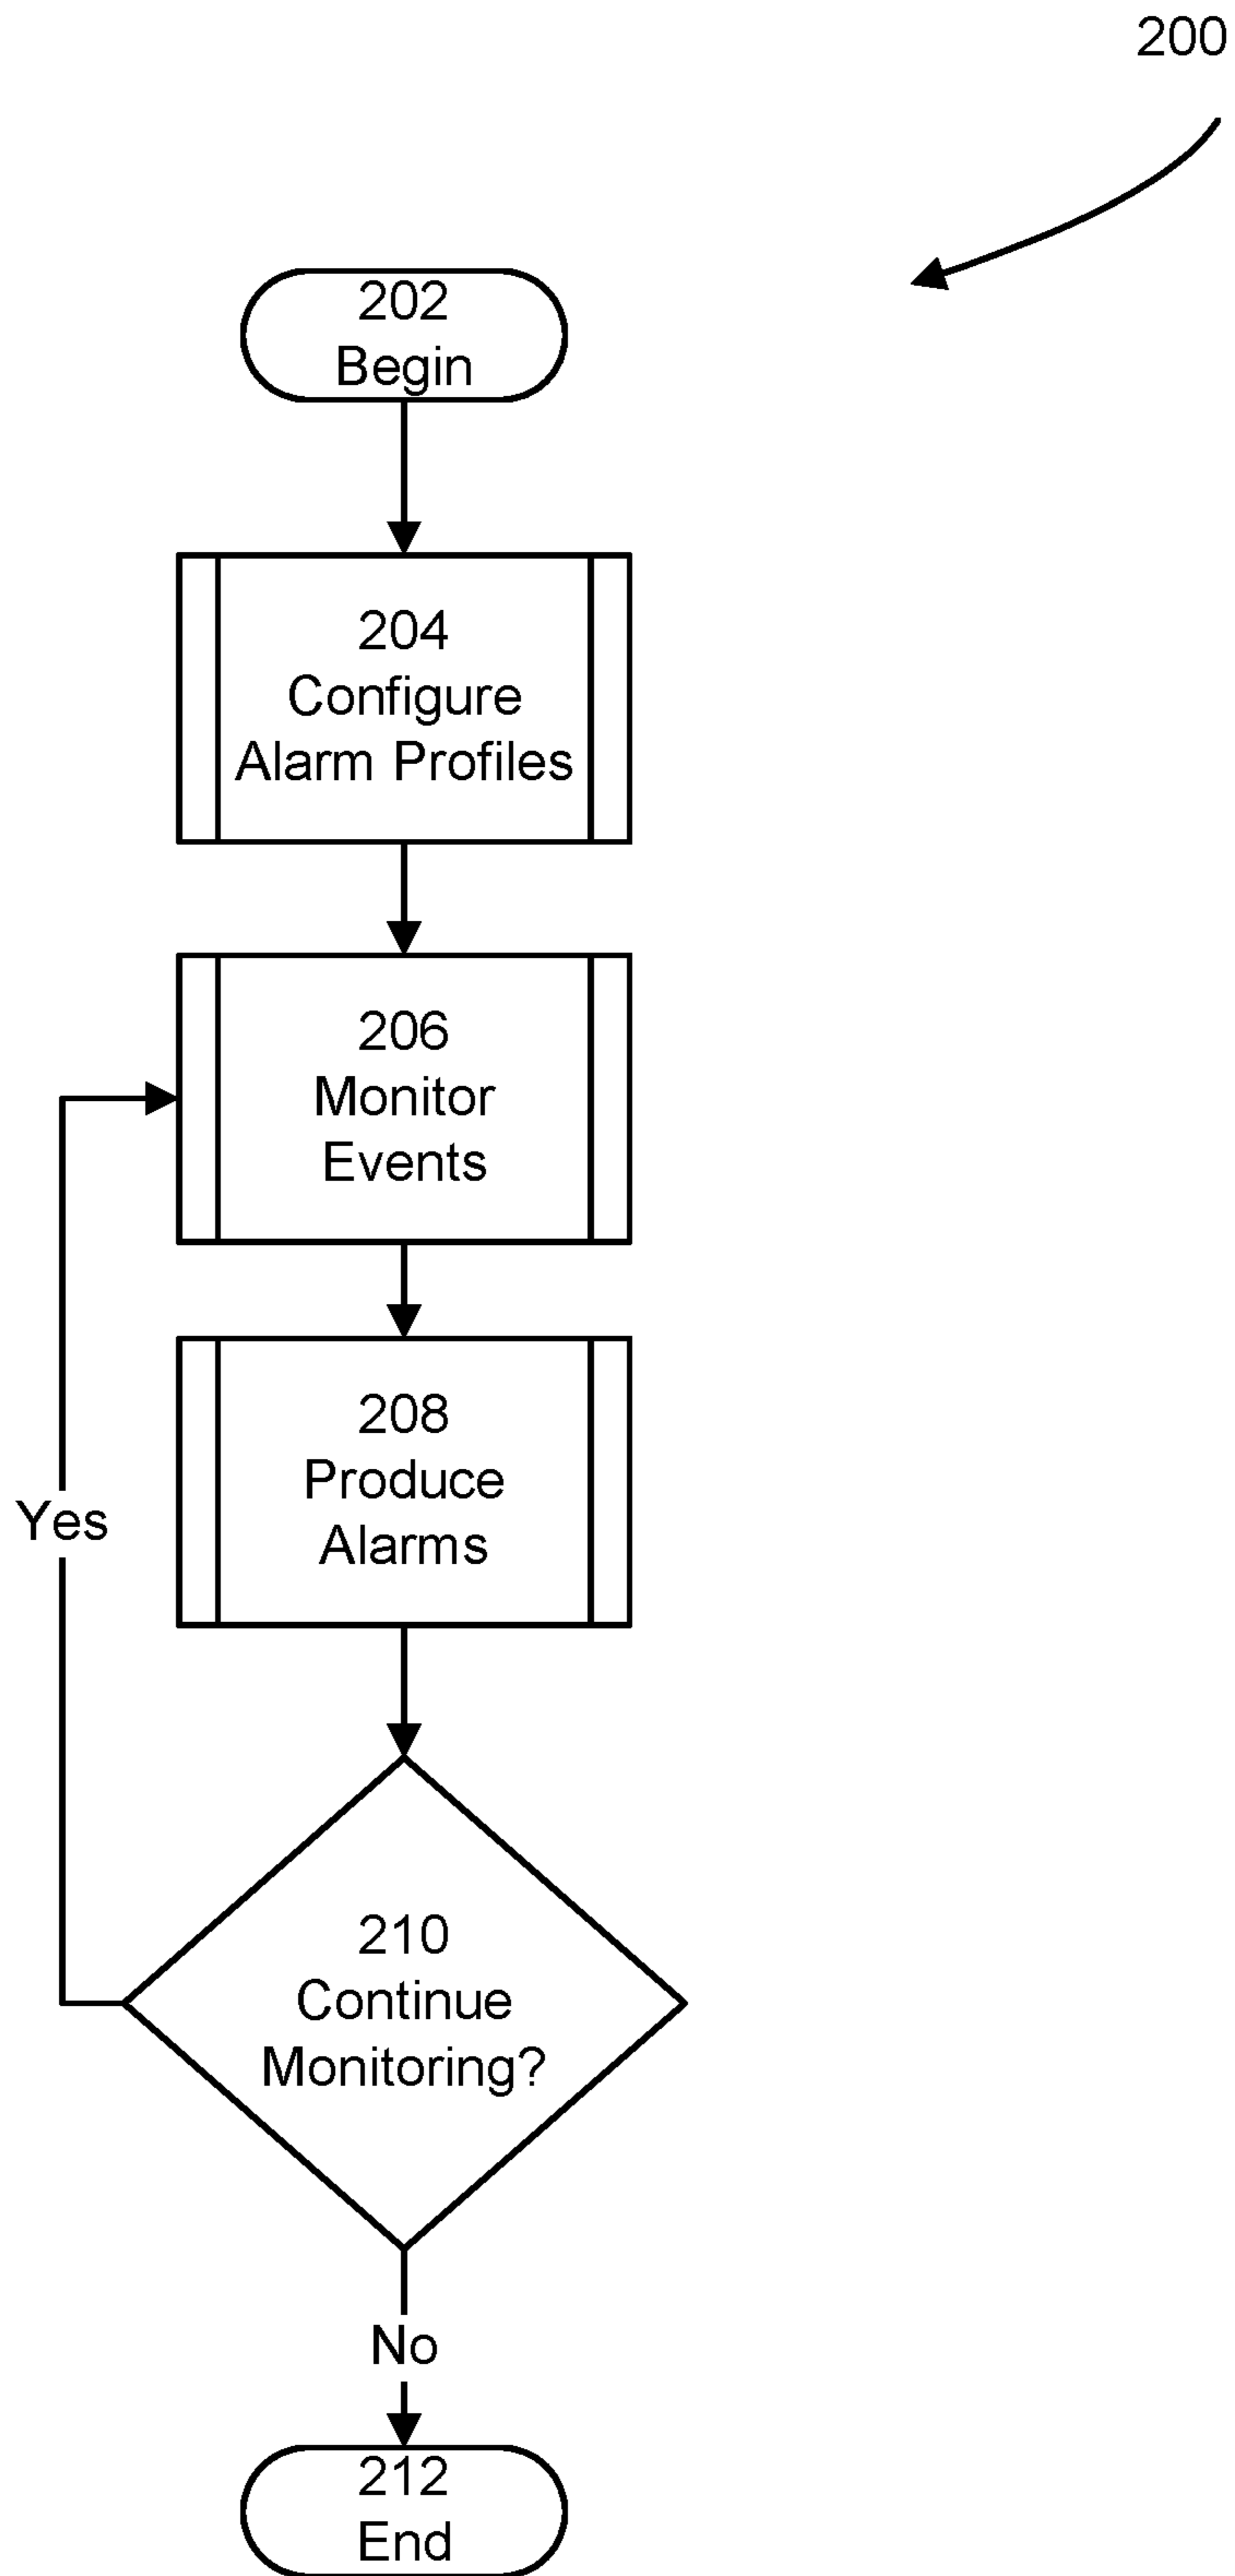 200
202
Begin
204
Configure
Alarm Profiles
206
Monitor
Events
208
Produce
Alarms
Yes
210
Continue
Monitoring?
No
212
End